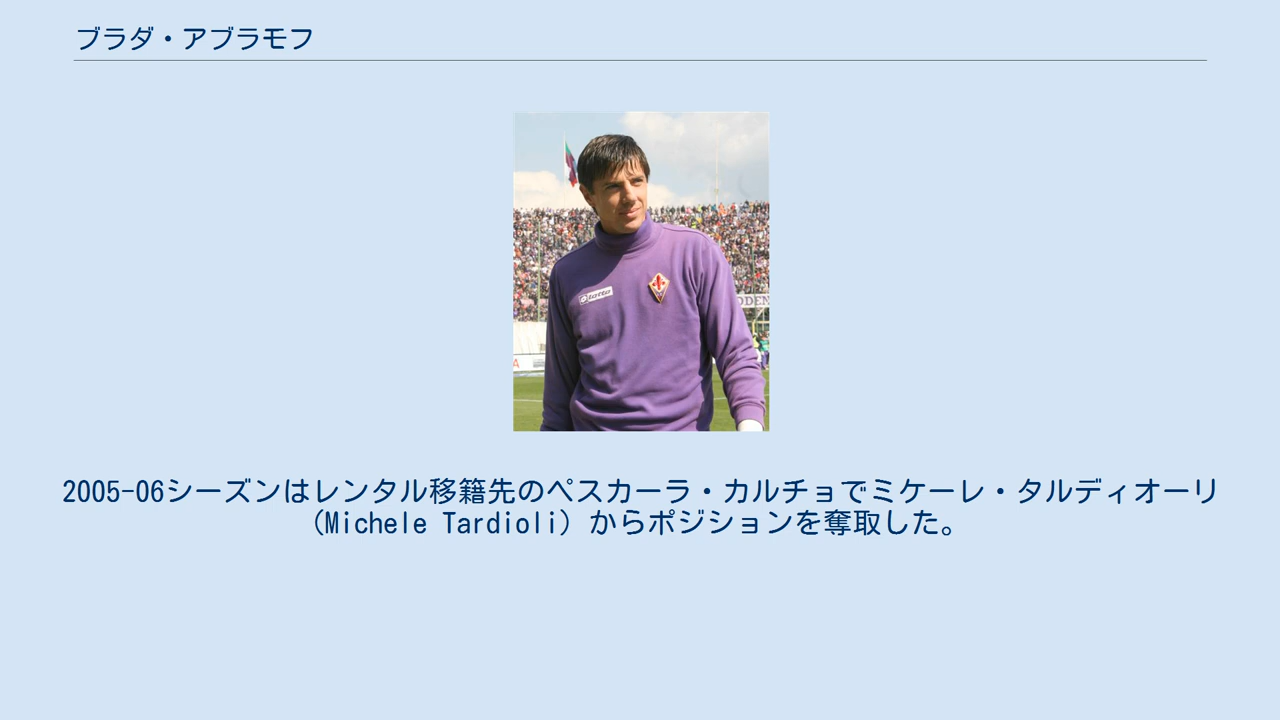 ブラダ・アブラモフ
lotto
ODEN
A
2005-06シーズンはレンタル移籍先のペスカーラ・カルチョでミケーレ・タルディオーリ
(Michele Tardioli) からポジションを奪取した。